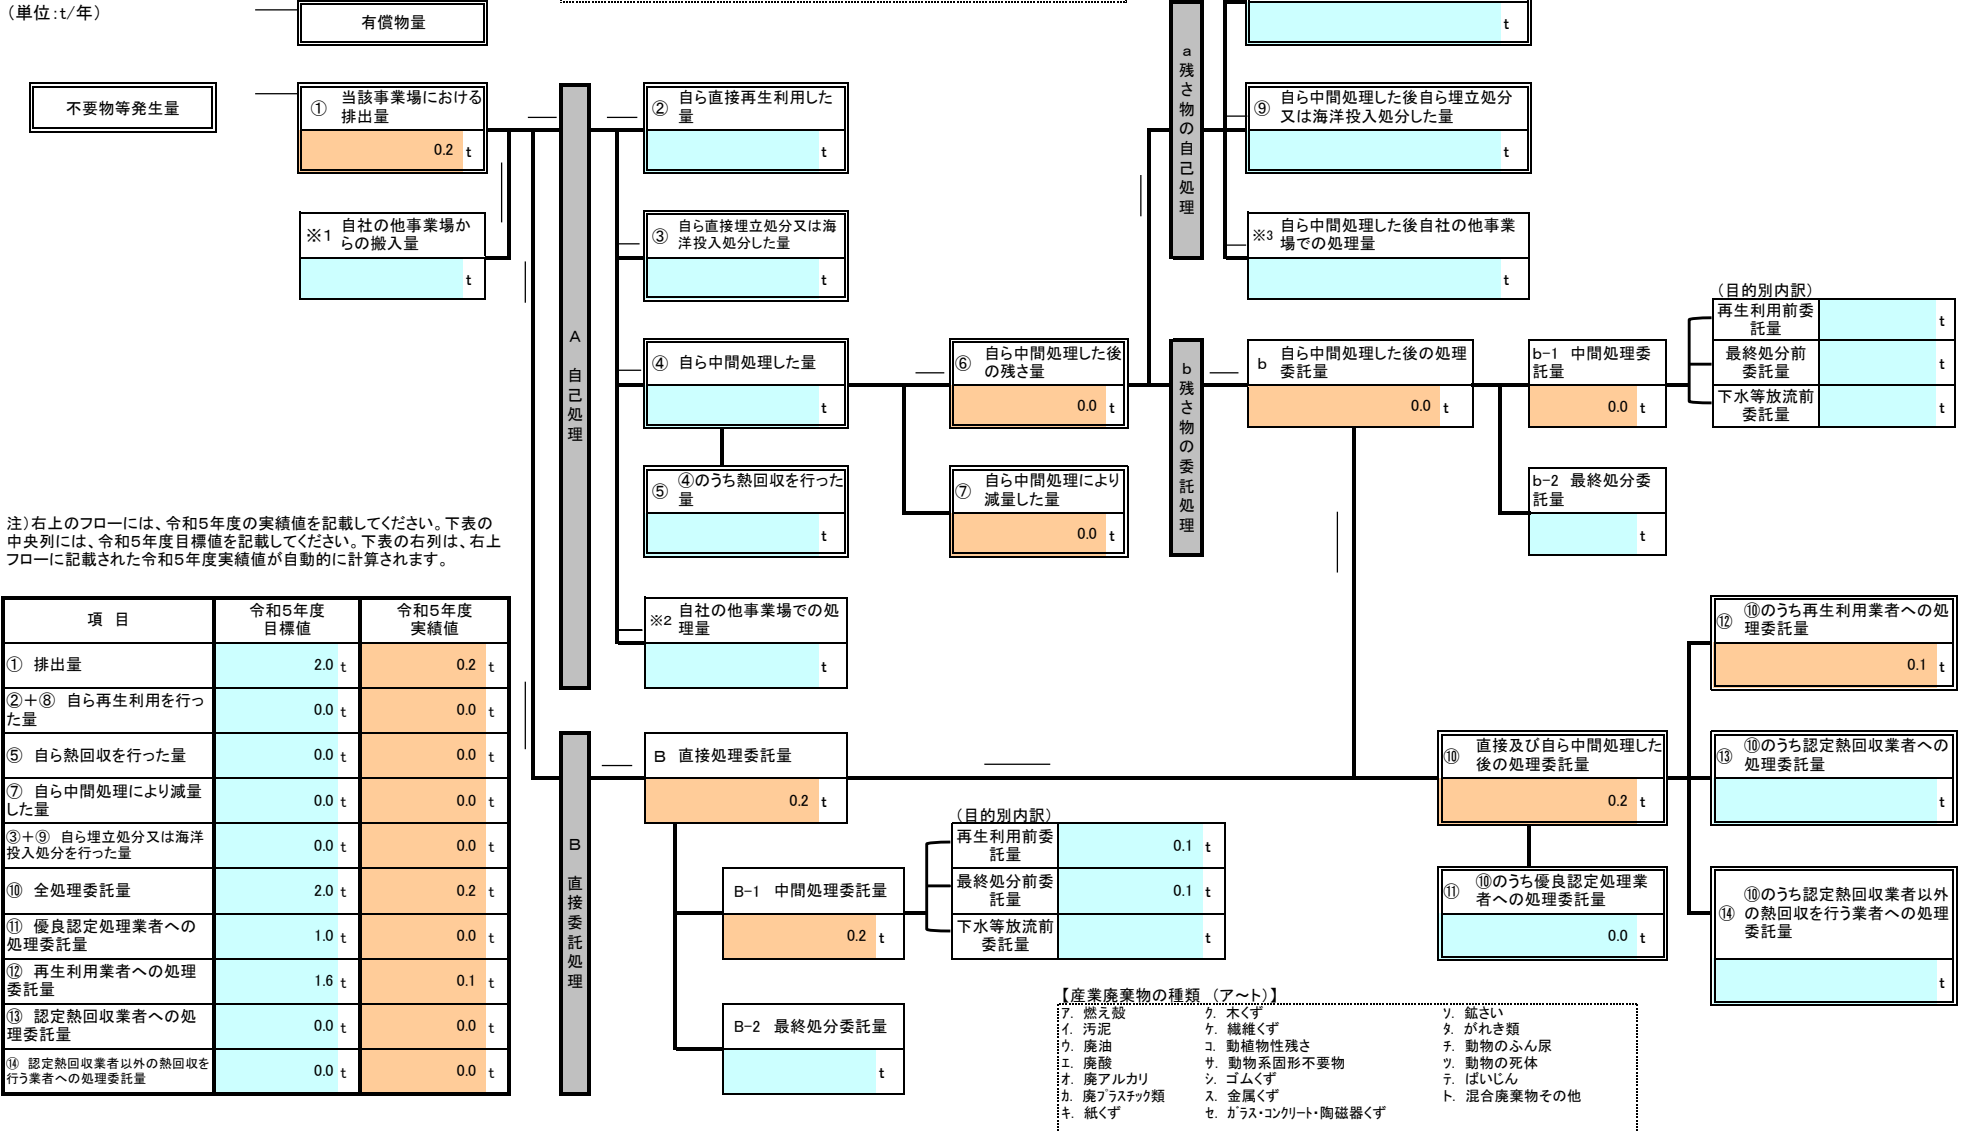 （単位：t/年）
有償物量
t
不要物等発生量
① 当該事業場における
排出量
0.2 t
※1 自社の他事業場か
らの搬入量
t
A 自己処理
② 自ら直接再生利用した
量
t
③ 自ら直接埋立処分又は海
洋投入処分した量
t
④ 自ら中間処理した量
t
⑤ ④のうち熱回収を行った
量
t
※2 自社の他事業場での処
理量
t
⑥ 自ら中間処理した後
の残さ量
0.0 t
⑦ 自ら中間処理により
減量した量
0.0 t
a 残さ物の自己処理
⑨ 自ら中間処理した後自ら埋立処分
又は海洋投入処分した量
t
※3 自ら中間処理した後自社の他事業
場での処理量
t
b 残さ物の委託処理
b 自ら中間処理した後の処理
委託量
0.0 t
b-1 中間処理委
託量
0.0 t
b-2 最終処分委
託量
t
（目的別内訳）
再生利用前委
託量
t
最終処分前
委託量
t
下水等放流前
委託量
t
注）右上のフローには、令和5年度の実績値を記載してください。下表の
中央列には、令和5年度目標値を記載してください。下表の右列は、右上
フローに記載された令和5年度実績値が自動的に計算されます。
項 目 令和5年度
目標値 令和5年度
実績値
① 排出量 2.0 t 0.2 t
②＋⑧ 自ら再生利用を行っ
た量 0.0 t 0.0 t
⑤ 自ら熱回収を行った量 0.0 t 0.0 t
⑦ 自ら中間処理により減量
した量 0.0 t 0.0 t
③＋⑨ 自ら埋立処分又は海洋
投入処分を行った量 0.0 t 0.0 t
⑩ 全処理委託量 2.0 t 0.2 t
⑪ 優良認定処理業者への
処理委託量 1.0 t 0.0 t
⑫ 再生利用業者への処理
委託量 1.6 t 0.1 t
⑬ 認定熱回収業者への処
理委託量 0.0 t 0.0 t
⑭ 認定熱回収業者以外の熱回収を
行う業者への処理委託量 0.0 t 0.0 t
B 直接委託処理
B 直接処理委託量
0.2 t
B-1 中間処理委託量
0.2 t
B-2 最終処分委託量
t
（目的別内訳）
再生利用前委
託量 0.1 t
最終処分前委
託量 0.1 t
下水等放流前
委託量 t
⑩ 直接及び自ら中間処理した
後の処理委託量
0.2 t
⑪ ⑩のうち優良認定処理業
者への処理委託量
0.0 t
⑫ ⑩のうち再生利用業者への処
理委託量
0.1 t
⑬ ⑩のうち認定熱回収業者への
処理委託量
t
⑭ ⑩のうち認定熱回収業者以外
の熱回収を行う業者への処理
委託量
t
【産業廃棄物の種類 （ア～ト）】
ア. 燃え殻 ク. 木くず ソ. 鉱さい
イ. 汚泥 ケ. 繊維くず タ. がれき類
ウ. 廃油 コ. 動植物性残さ チ. 動物のふん尿
エ. 廃酸 サ. 動物系固形不要物 ツ. 動物の死体
オ. 廃アルカリ シ. ゴムくず テ. ばいじん
カ. 廃プラスチック類 ス. 金属くず ト. 混合廃棄物その他
キ. 紙くず セ. ガラス・コンクリート・陶磁器くず